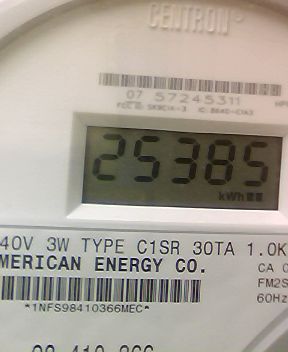 CENTRON®
07 57245311
25385
kWh
40V 3W TYPE C1SR 30TA 1.0K
MERICAN ENERGY CO.
CA 0
FM2S
*1NFS98410366MEC*
60Hz